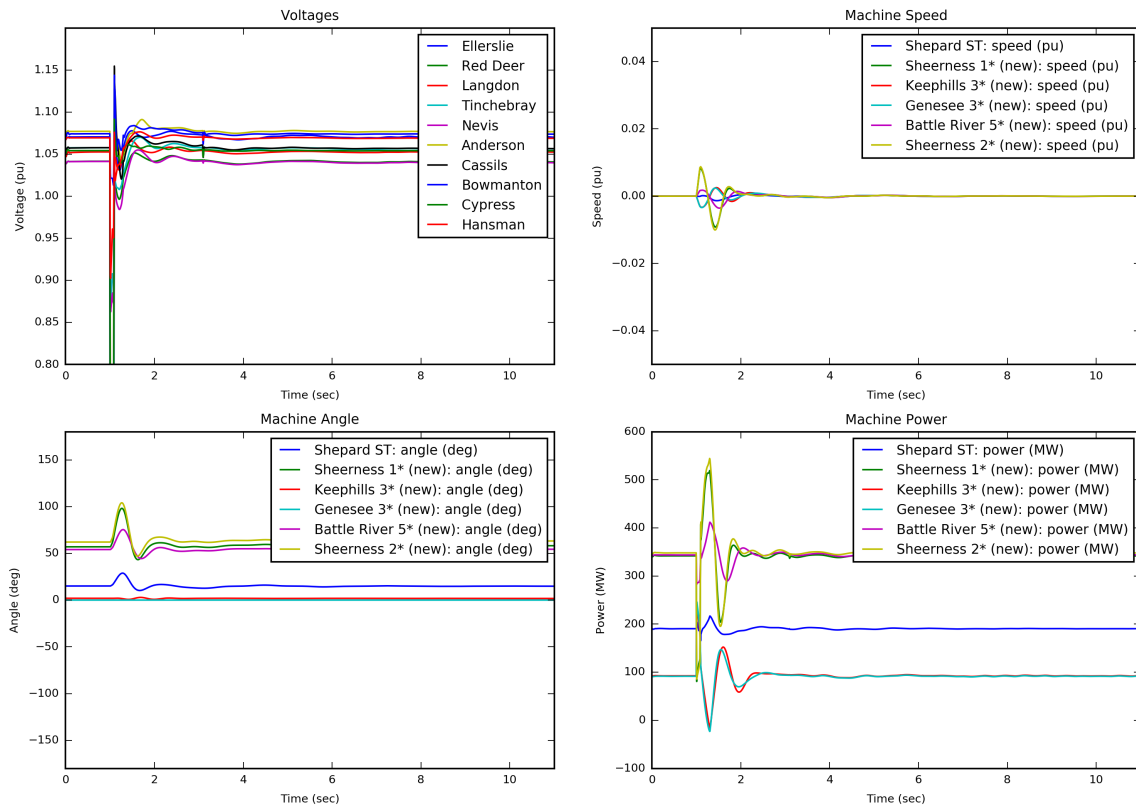 Voltages
1.15
1.10
1.05
1.00
0.95
0.90
0.85
0.80
Voltage (pu)
0
2
4
6
8
10
Time (sec)
Ellerslie
Red Deer
Langdon
Tinchebray
Nevis
Anderson
Cassils
Bowmanton
Cypress
Hansman
Machine Speed
0.04
0.02
0.00
−0.02
−0.04
Speed (pu)
0
2
4
6
8
10
Time (sec)
Shepard ST: speed (pu)
Sheerness 1* (new): speed (pu)
Keephills 3* (new): speed (pu)
Genesee 3* (new): speed (pu)
Battle River 5* (new): speed (pu)
Sheerness 2* (new): speed (pu)
Machine Angle
150
100
50
0
−50
−100
−150
Angle (deg)
0
2
4
6
8
10
Time (sec)
Shepard ST: angle (deg)
Sheerness 1* (new): angle (deg)
Keephills 3* (new): angle (deg)
Genesee 3* (new): angle (deg)
Battle River 5* (new): angle (deg)
Sheerness 2* (new): angle (deg)
Machine Power
600
500
400
300
200
100
0
−100
Power (MW)
0
2
4
6
8
10
Time (sec)
Shepard ST: power (MW)
Sheerness 1* (new): power (MW)
Keephills 3* (new): power (MW)
Genesee 3* (new): power (MW)
Battle River 5* (new): power (MW)
Sheerness 2* (new): power (MW)